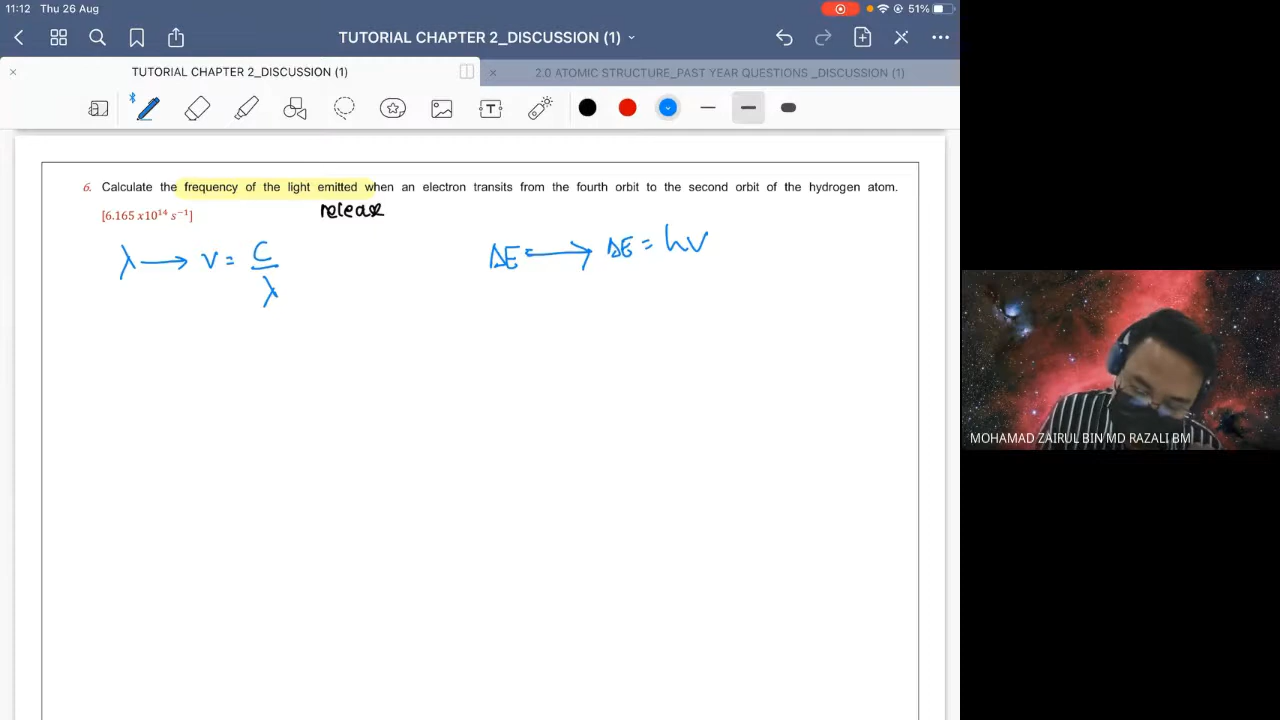 11:12 Thu 26 Aug 51%
TUTORIAL CHAPTER 2_DISCUSSION (1)
TUTORIAL CHAPTER 2_DISCUSSION (1)
2.0 ATOMIC STRUCTURE_PAST YEAR QUESTIONS _DISCUSSION (1)
6. Calculate the frequency of the light emitted when an electron transits from the fourth orbit to the second orbit of the hydrogen atom.
[6.165 x10¹⁴ s⁻¹]
release
λ → ν = C/λ
ΔE → ΔE = hν
MOHAMAD ZAIRUL BIN MD RAZALI BM